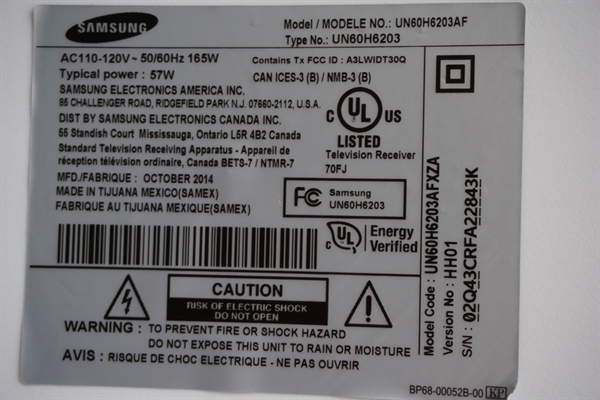 SAMSUNG
Model / MODELE NO.: UN60H6203AF
Type No.: UN60H6203
AC110-120V~ 50/60Hz 165W
Typical power : 57W
Contains Tx FCC ID : A3LWIDT30Q
CAN ICES-3 (B) / NMB-3 (B)
SAMSUNG ELECTRONICS AMERICA INC.
85 CHALLENGER ROAD, RIDGEFIELD PARK N.J. 07660-2112, U.S.A.
DIST BY SAMSUNG ELECTRONICS CANADA INC.
55 Standish Court Mississauga, Ontario L5R 4B2 Canada
Standard Television Receiving Apparatus - Appareil de
réception télévision ordinaire, Canada BETS-7 / NTMR-7
MFD./FABRIQUE : OCTOBER 2014
MADE IN TIJUANA MEXICO(SAMEX)
FABRIQUE AU TIJUANA MEXIQUE(SAMEX)
C UL US
LISTED
Television Receiver
70FJ
FC Samsung
UN60H6203
C UL Energy
Verified
CAUTION
RISK OF ELECTRIC SHOCK
DO NOT OPEN
WARNING : TO PREVENT FIRE OR SHOCK HAZARD
DO NOT EXPOSE THIS UNIT TO RAIN OR MOISTURE
AVIS : RISQUE DE CHOC ELECTRIQUE - NE PAS OUVRIR
Model Code : UN60H6203AFXZA
Version No : HH01
S/N : 02Q43CRFA22843K
BP68-00052B-00 KP